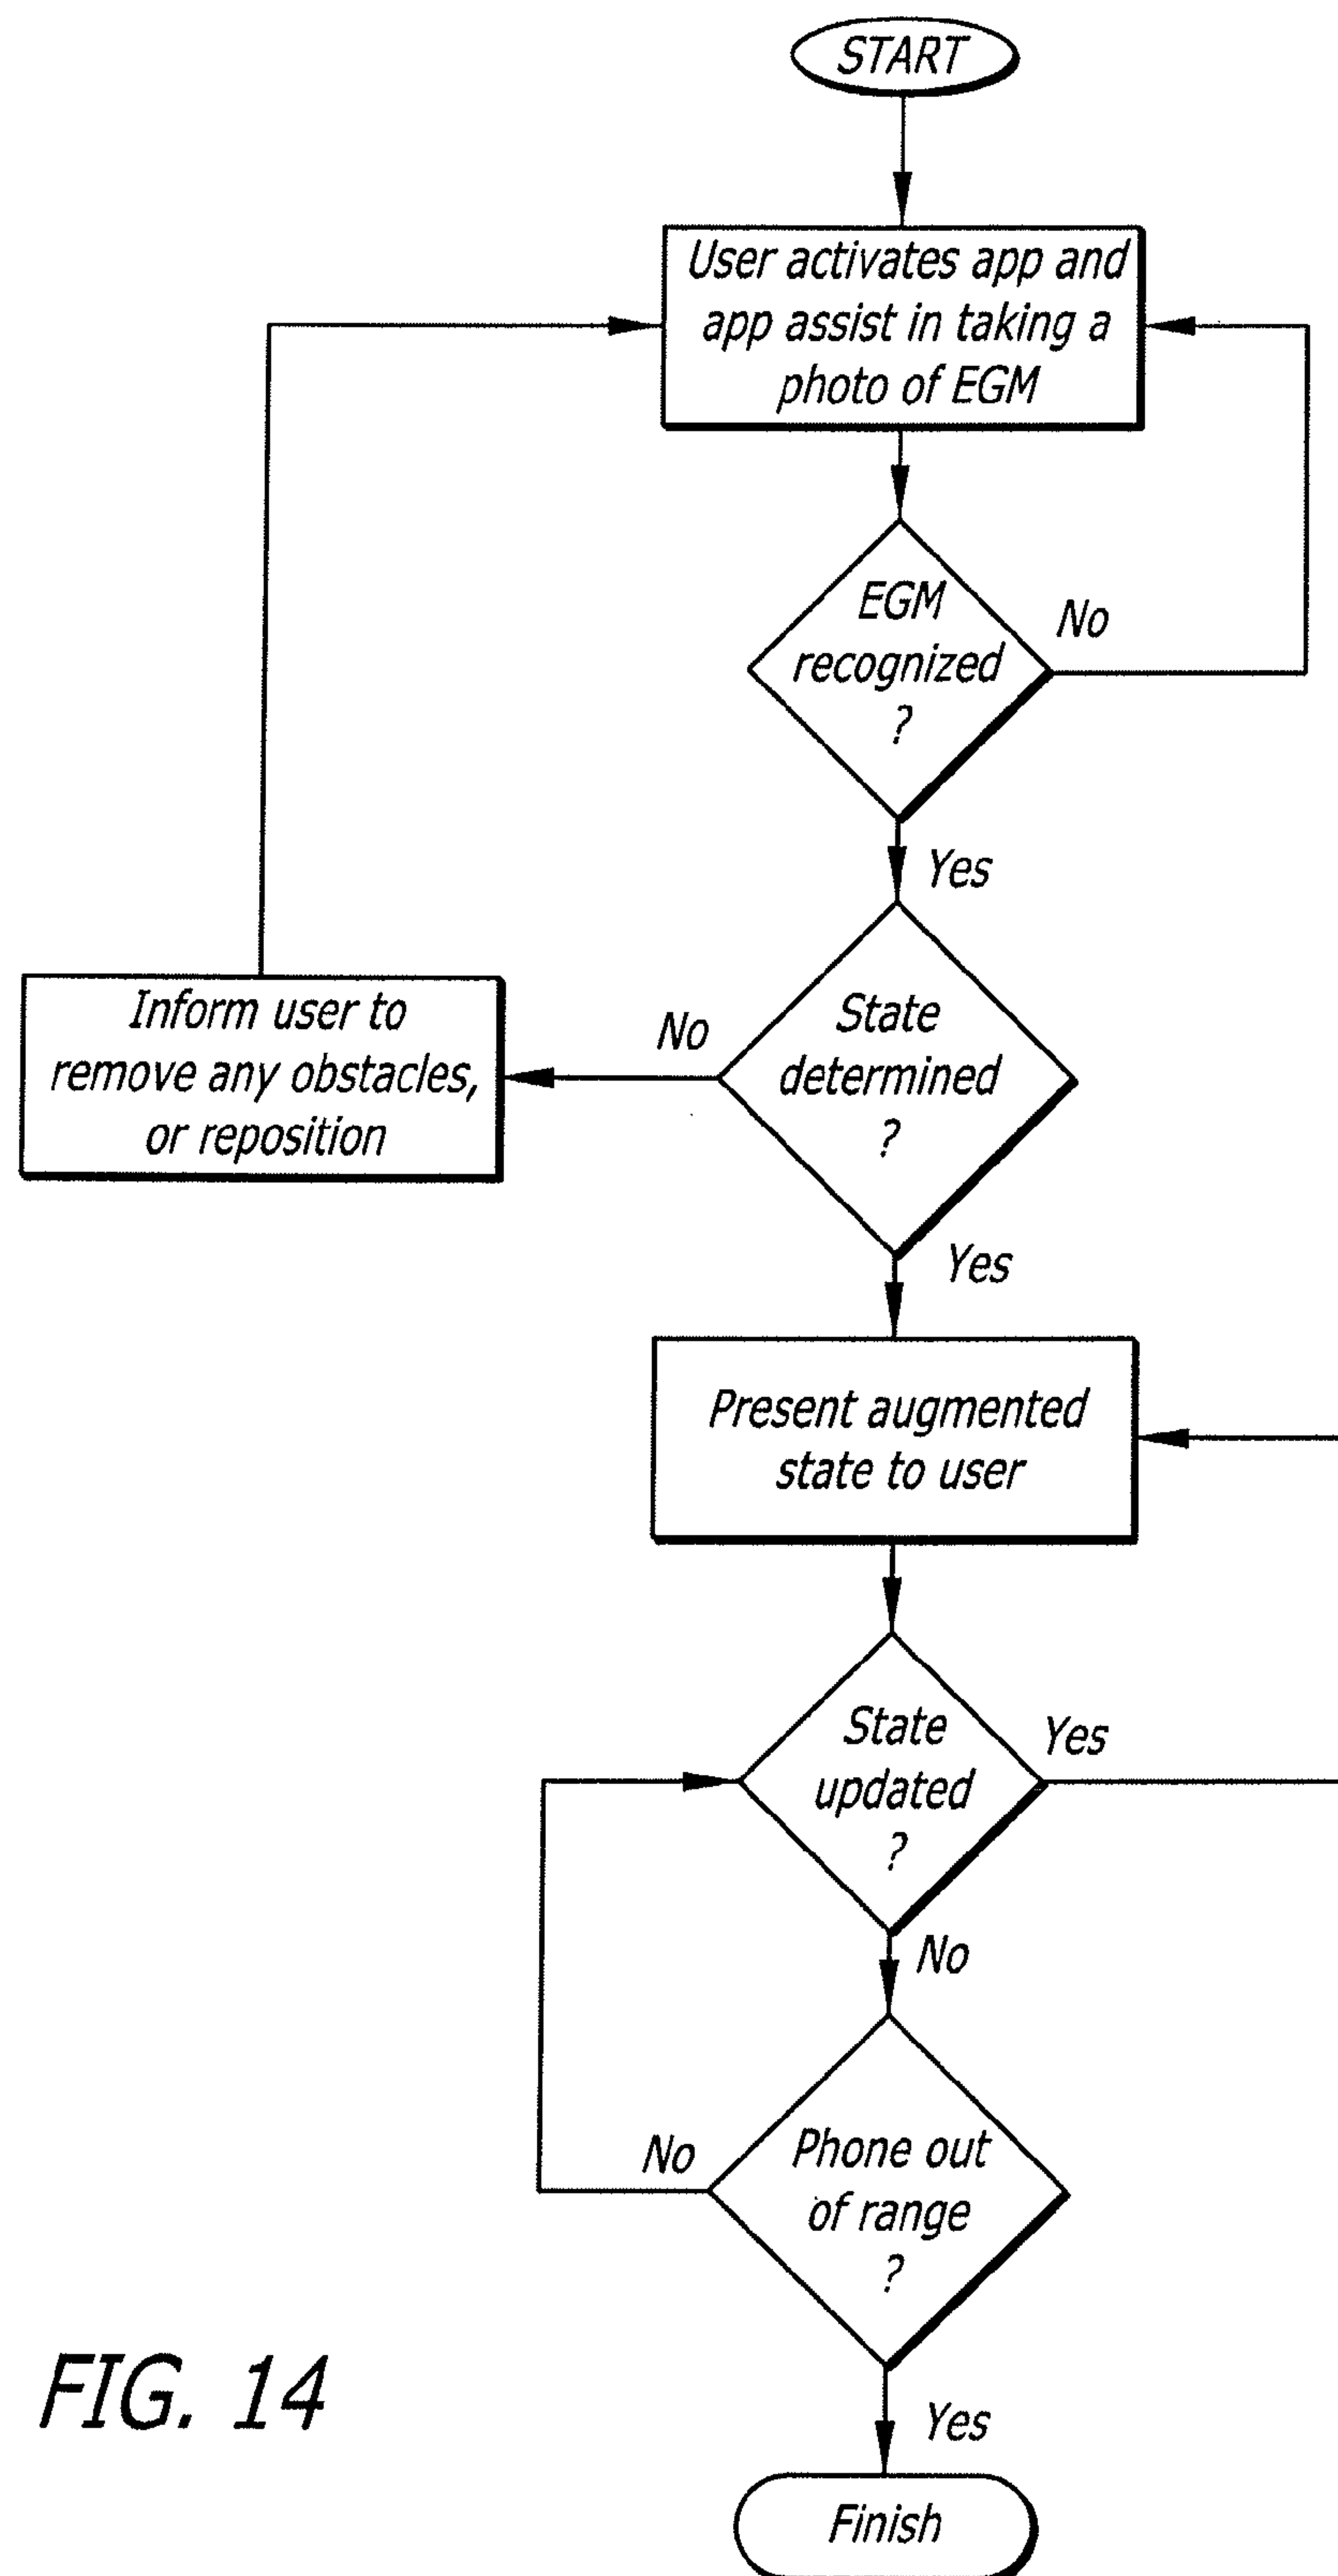 START
User activates app and
app assist in taking a
photo of EGM
EGM
recognized
?
No
Yes
State
determined
?
No
Inform user to
remove any obstacles,
or reposition
Yes
Present augmented
state to user
State
updated
?
Yes
No
Phone out
of range
?
No
Yes
Finish
FIG. 14